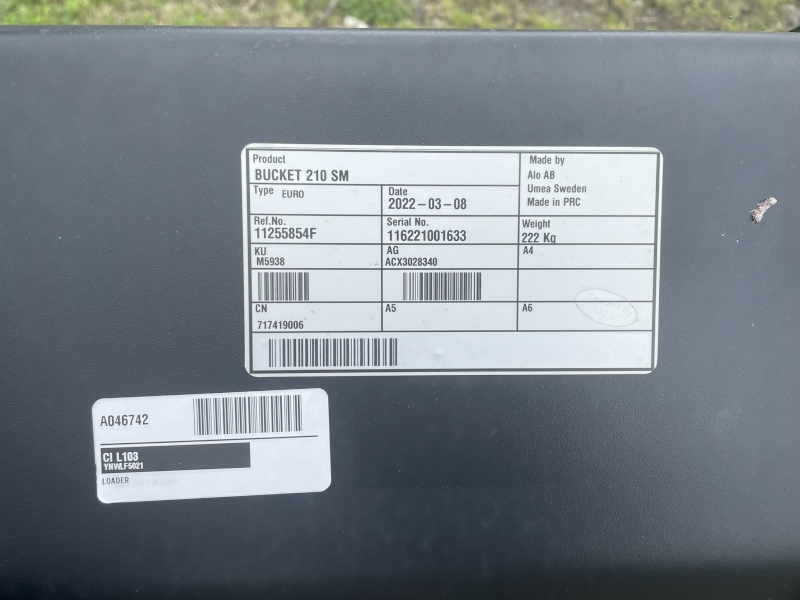 Product
BUCKET 210 SM
Made by
Alo AB
Umea Sweden
Made in PRC
Type EURO
Date
2022-03-08
Ref.No.
11255854F
Serial No.
116221001633
Weight
222 Kg
KU
M5938
AG
ACX3028340
A4
CN
717419006
A5
A6
A046742
CI L103
YNWLF5021
LOADER